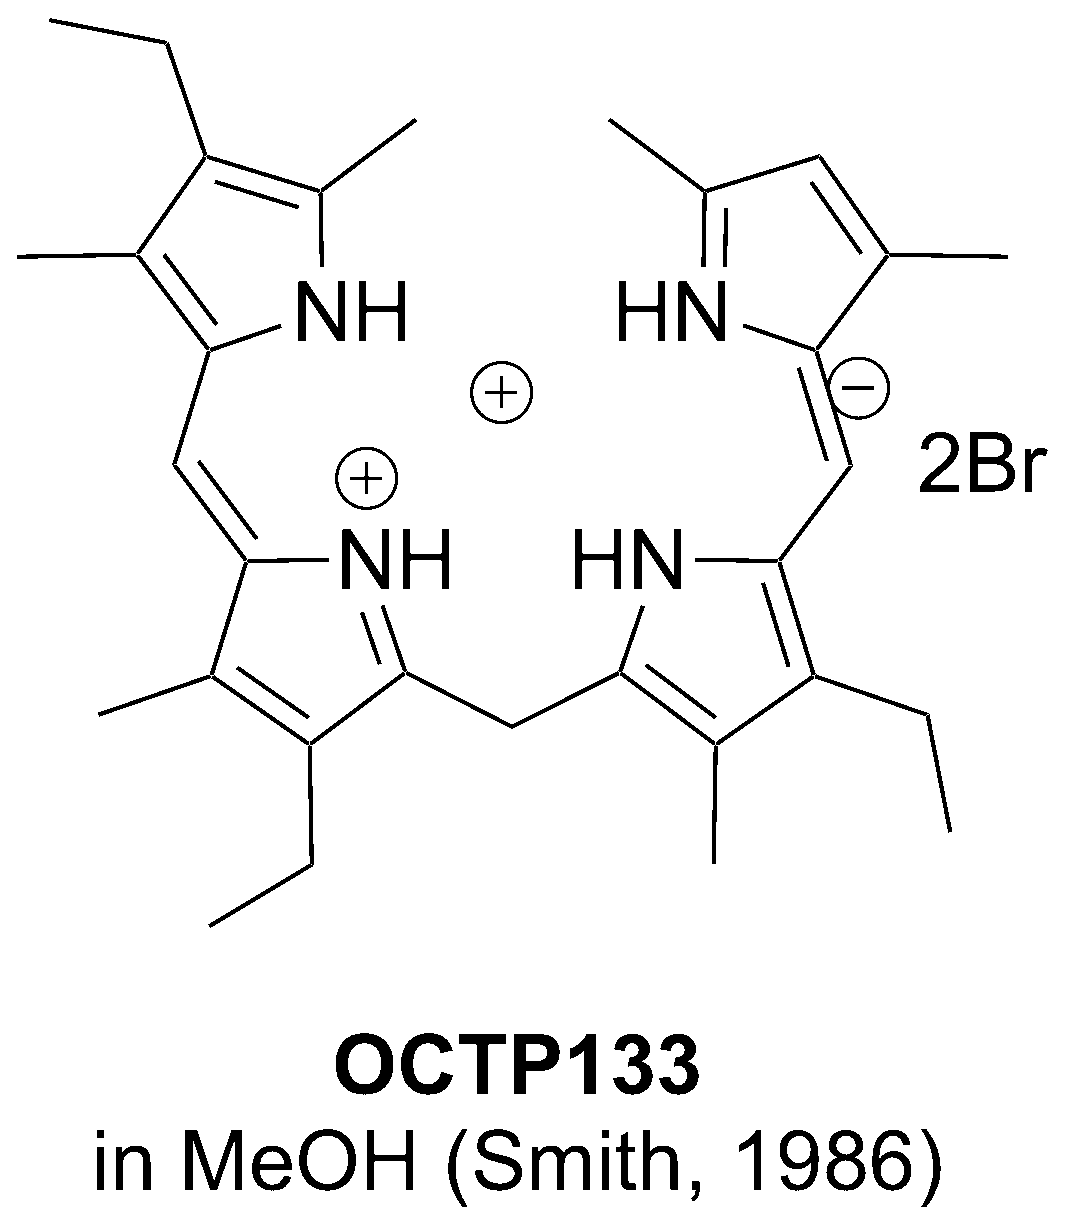 NH
HN
⊕
⊖
2Br
⊕
NH
HN
OCTP133
in MeOH (Smith, 1986)